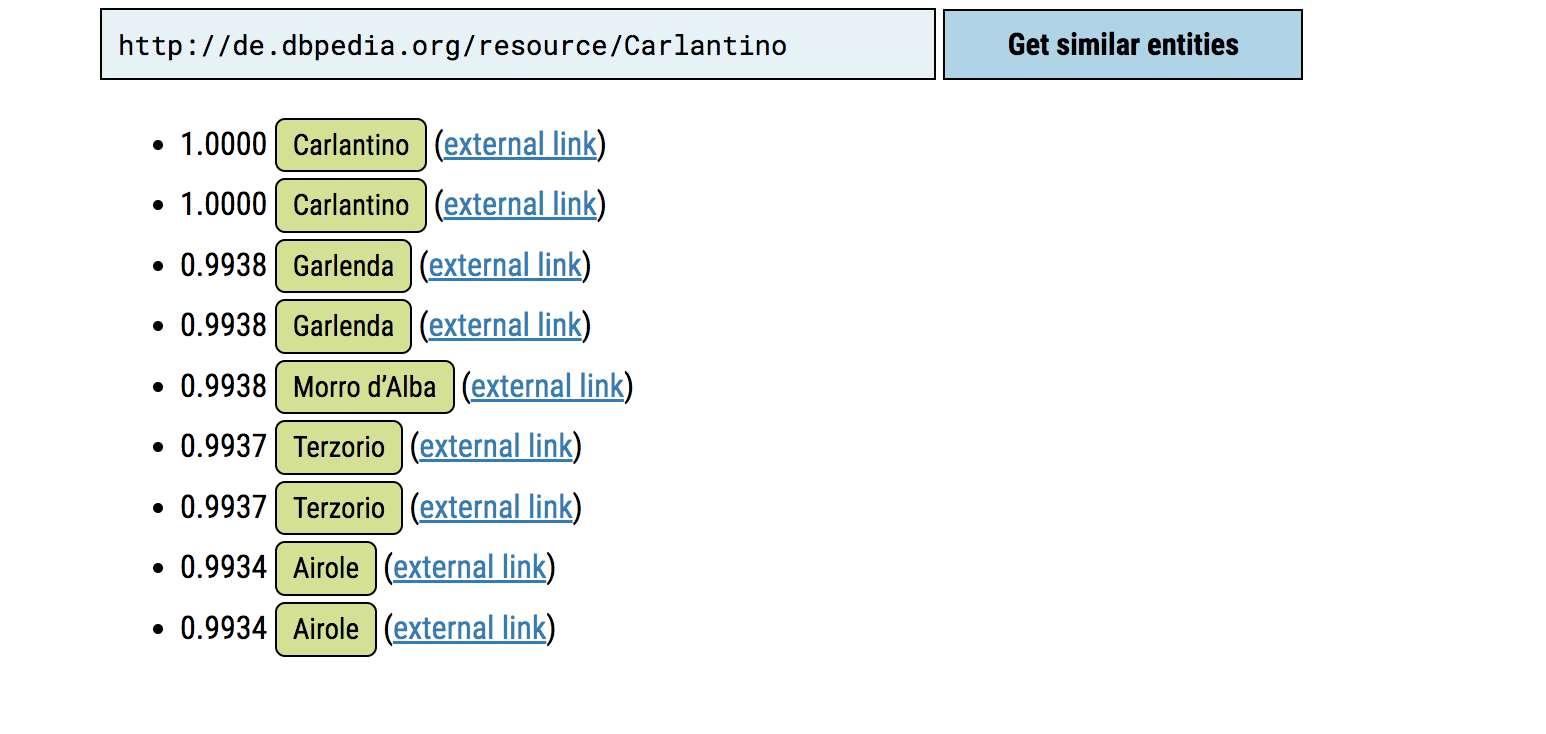 http://de.dbpedia.org/resource/Carlantino Get similar entities
• 1.0000 Carlantino (external link)
• 1.0000 Carlantino (external link)
• 0.9938 Garlenda (external link)
• 0.9938 Garlenda (external link)
• 0.9938 Morro d’Alba (external link)
• 0.9937 Terzorio (external link)
• 0.9937 Terzorio (external link)
• 0.9934 Airole (external link)
• 0.9934 Airole (external link)